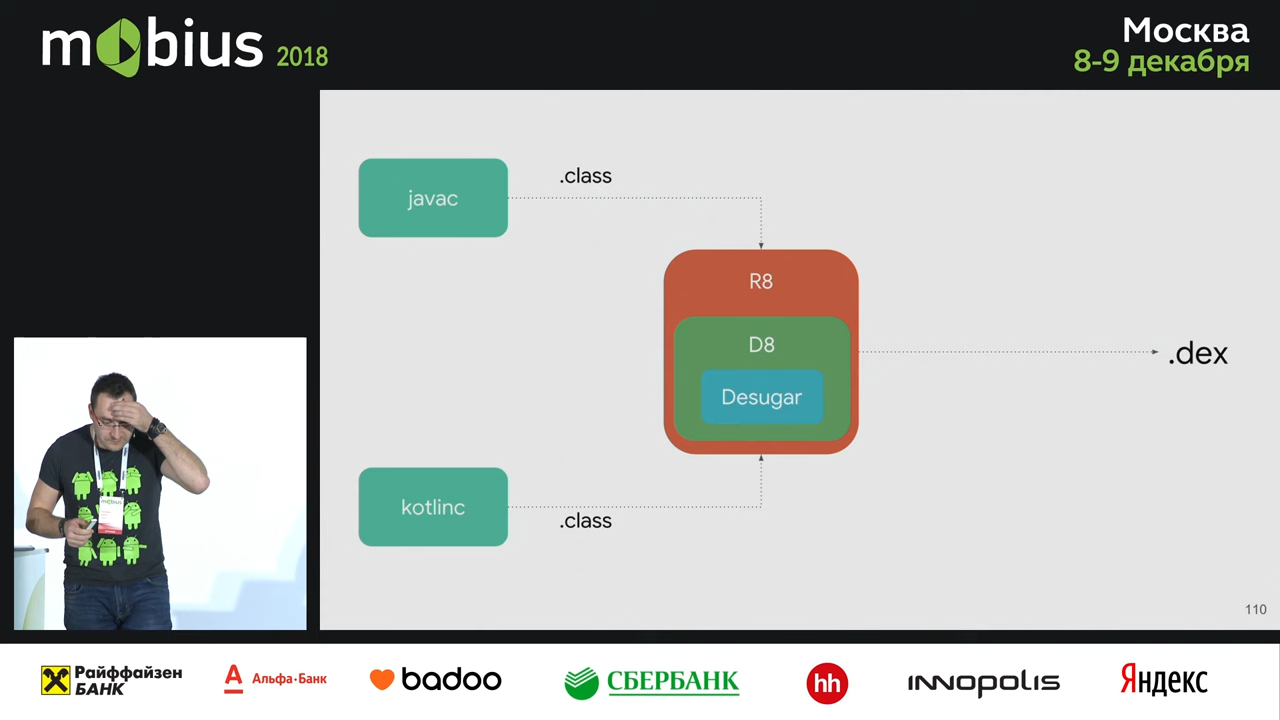 mobius 2018
Москва
8-9 декабря
javac
.class
R8
D8
Desugar
.dex
kotlinc
.class
110
mobius
Райффайзен
БАНК
Альфа·Банк
badoo
СБЕРБАНК
hh
INNOPOLIS
Яндекс